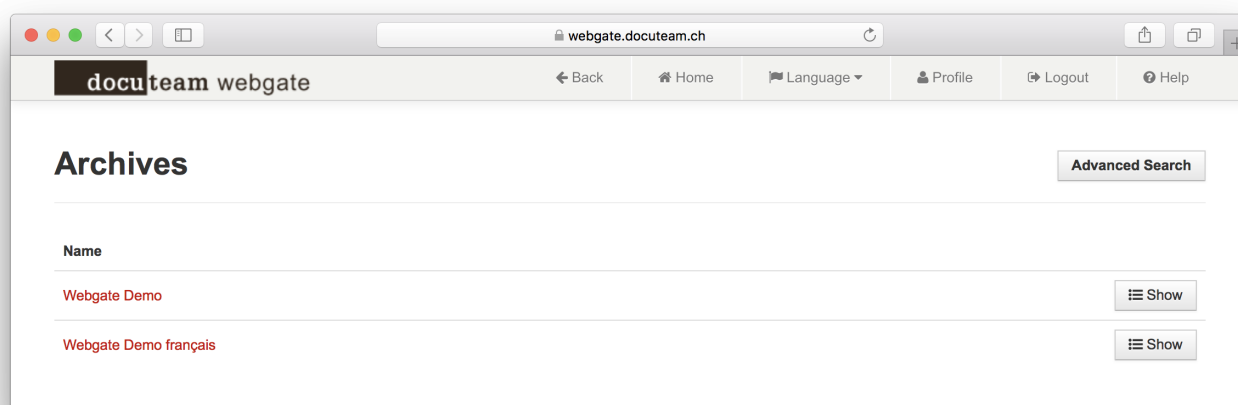 webgate.docuteam.ch
docuteam webgate
Back Home Language Profile Logout Help
Archives
Advanced Search
Name
Webgate Demo Show
Webgate Demo français Show